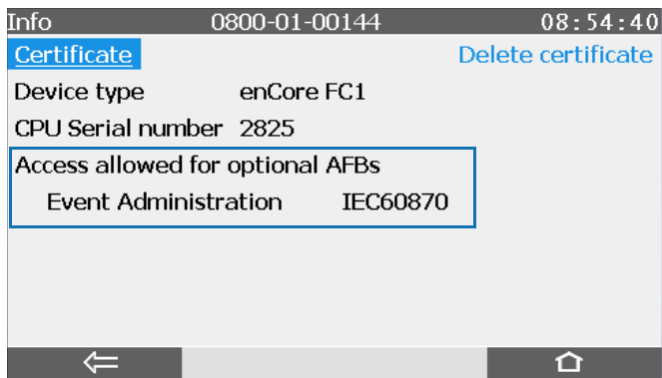 Info 0800-01-00144 08:54:40
Certificate Delete certificate
Device type enCore FC1
CPU Serial number 2825
Access allowed for optional AFBs
Event Administration IEC60870